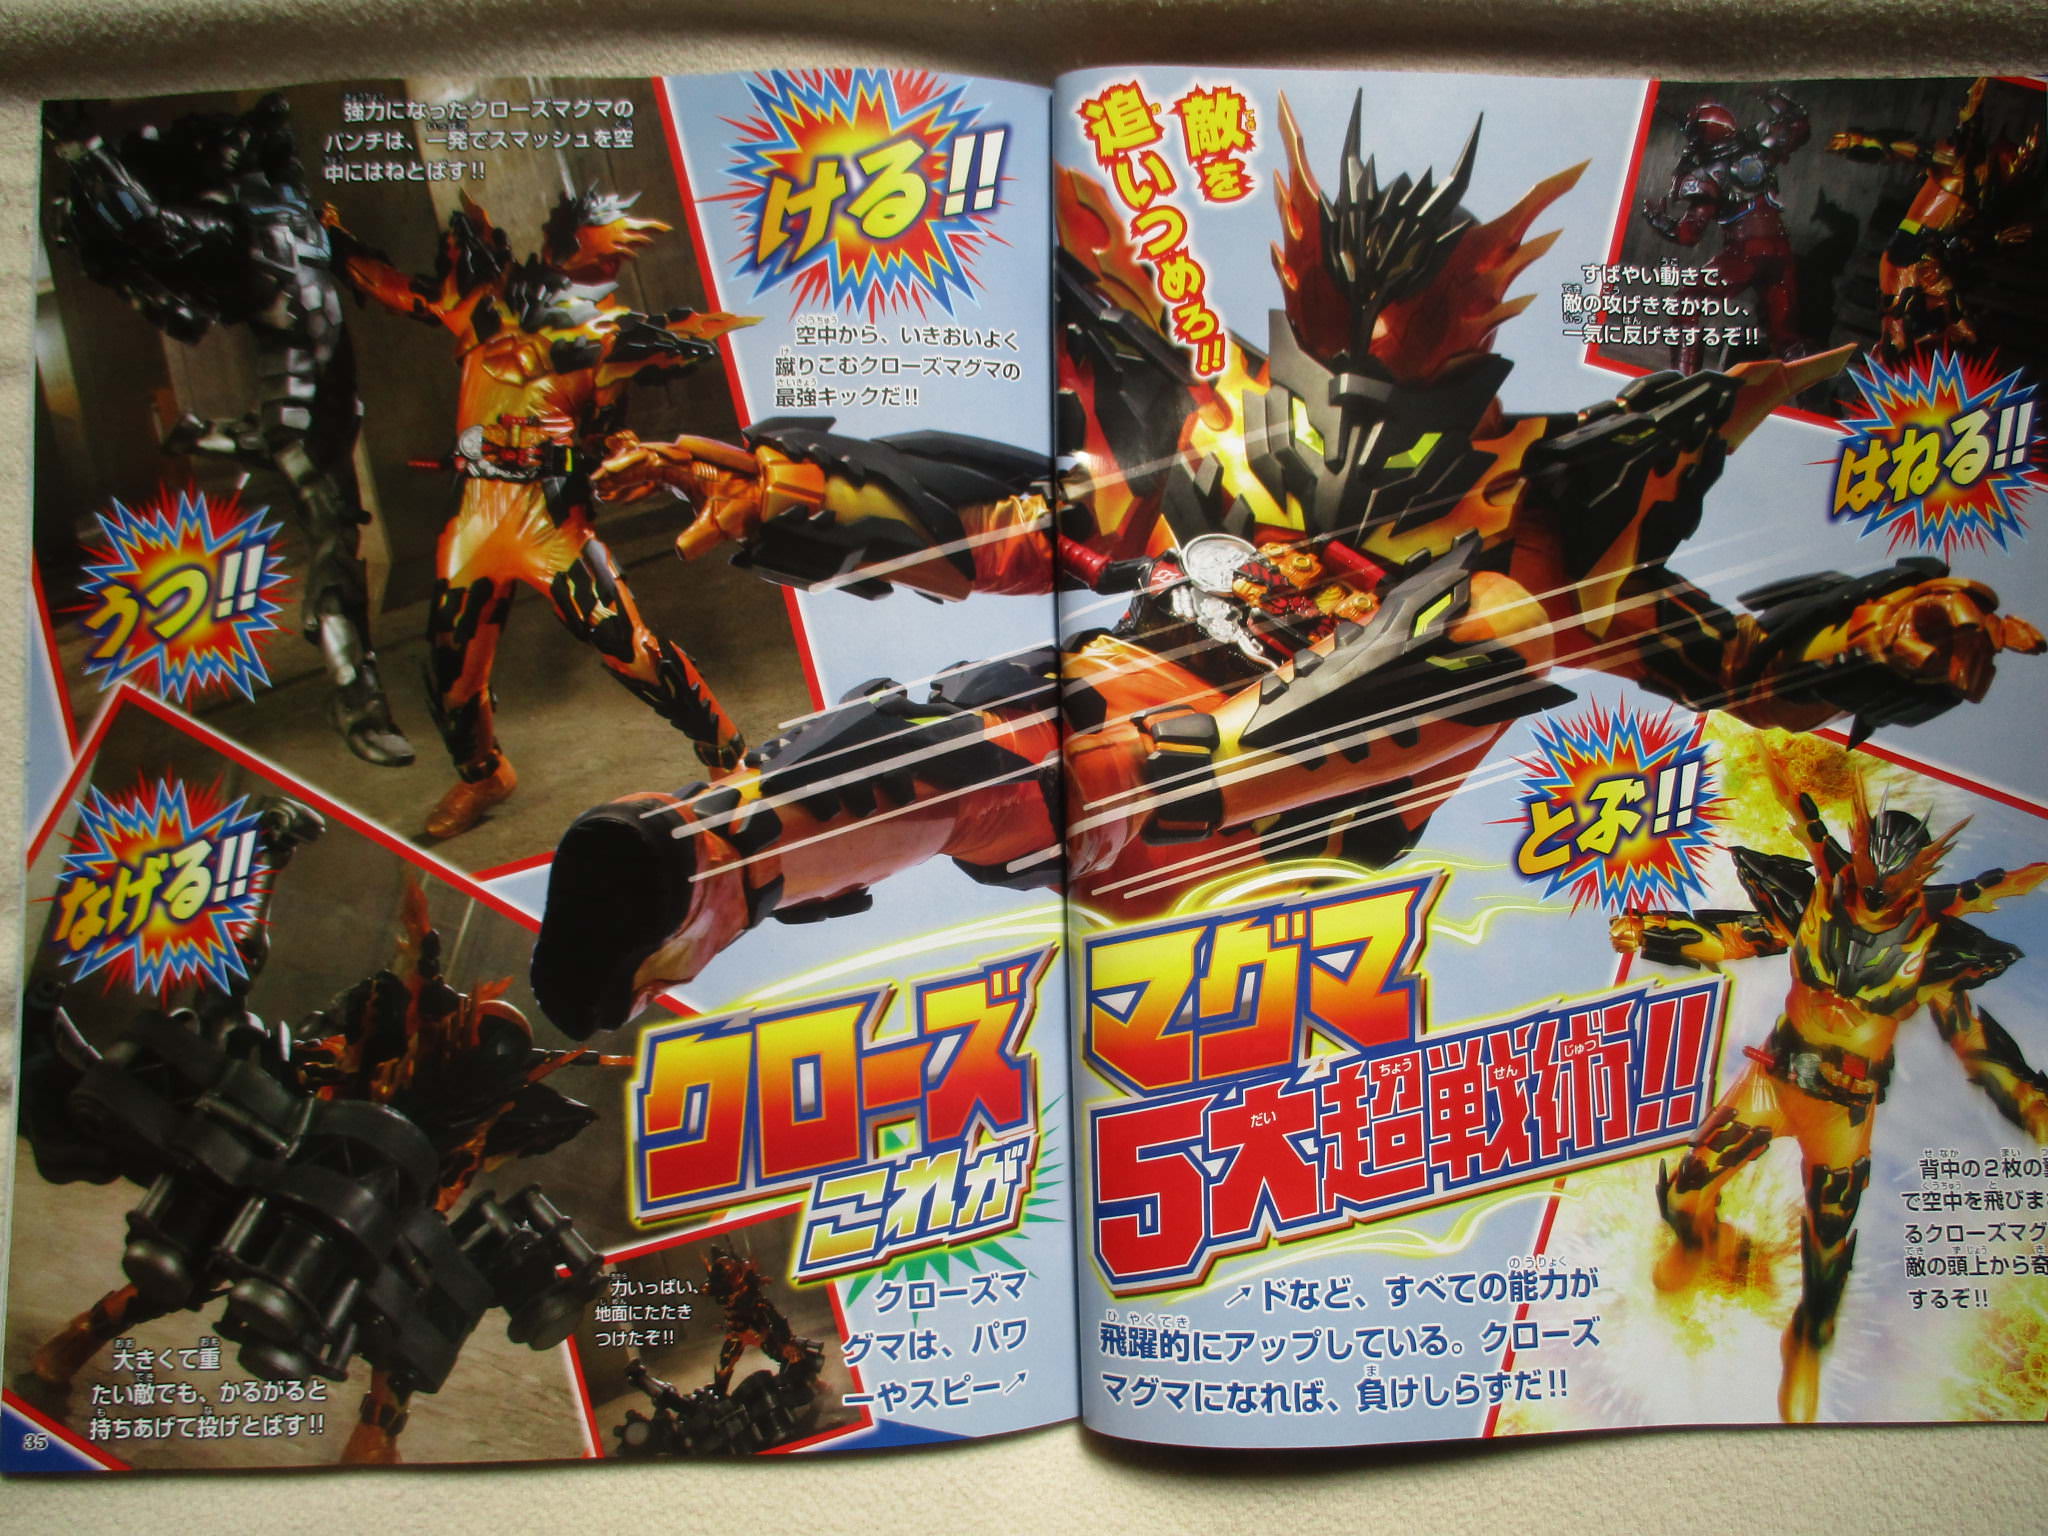 強力になったクローズマグマの
パンチは、一発でスマッシュを空
中にはねとばす!!
うつ!!
ける!!
空中から、いきおいよく
蹴りこむクローズマグマの
最強キックだ!!
敵を
追いつめろ!!
すばやい動きで、
敵の攻げきをかわし、
一気に反げきするぞ!!
はねる!!
なげる!!
大きくて重
たい敵でも、かるがると
持ちあげて投げとばす!!
力いっぱい、
地面にたたき
つけたぞ!!
とぶ!!
背中の2枚の
で空中を飛びま
るクローズマグ
敵の頭上から奇
するぞ!!
クローズマグマ
これが5大超戦術!!
クローズマ
グマは、パワ
ーやスピー↗
↗ドなど、すべての能力が
飛躍的にアップしている。クローズ
マグマになれば、負けしらずだ!!
35